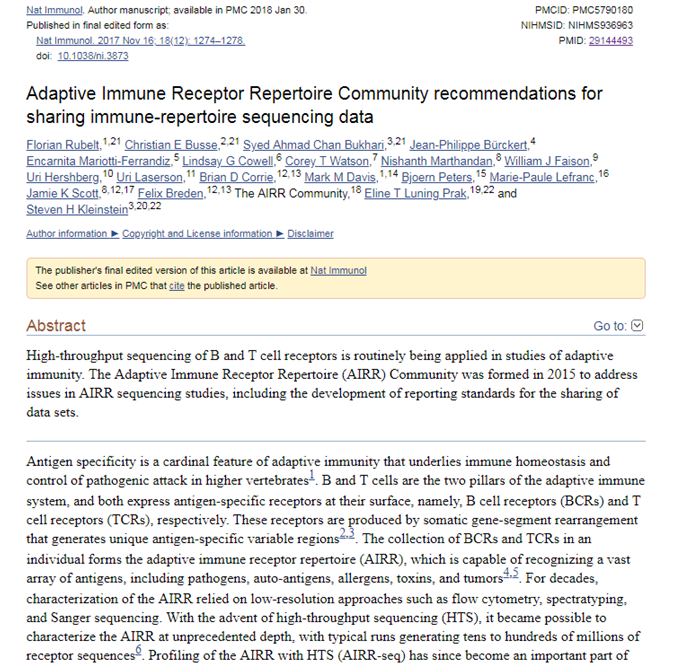 Nat Immunol. Author manuscript; available in PMC 2018 Jan 30.
Published in final edited form as:
Nat Immunol. 2017 Nov 16; 18(12): 1274–1278.
doi: 10.1038/ni.3873
PMCID: PMC5790180
NIHMSID: NIHMS936963
PMID: 29144493
Adaptive Immune Receptor Repertoire Community recommendations for
sharing immune-repertoire sequencing data
Florian Rubelt,1,21 Christian E Busse,2,21 Syed Ahmad Chan Bukhari,3,21 Jean-Philippe Bürckert,4
Encarnita Mariotti-Ferrandiz,5 Lindsay G Cowell,6 Corey T Watson,7 Nishanth Marthandan,8 William J Faison,9
Uri Hershberg,10 Uri Laserson,11 Brian D Corrie,12,13 Mark M Davis,1,14 Bjoern Peters,15 Marie-Paule Lefranc,16
Jamie K Scott,8,12,17 Felix Breden,12,13 The AIRR Community,18 Eline T Luning Prak,19,22 and
Steven H Kleinstein3,20,22
Author information ► Copyright and License information ► Disclaimer
The publisher's final edited version of this article is available at Nat Immunol
See other articles in PMC that cite the published article.
Abstract
Go to:
High-throughput sequencing of B and T cell receptors is routinely being applied in studies of adaptive
immunity. The Adaptive Immune Receptor Repertoire (AIRR) Community was formed in 2015 to address
issues in AIRR sequencing studies, including the development of reporting standards for the sharing of
data sets.
Antigen specificity is a cardinal feature of adaptive immunity that underlies immune homeostasis and
control of pathogenic attack in higher vertebrates1. B and T cells are the two pillars of the adaptive immune
system, and both express antigen-specific receptors at their surface, namely, B cell receptors (BCRs) and T
cell receptors (TCRs), respectively. These receptors are produced by somatic gene-segment rearrangement
that generates unique antigen-specific variable regions2,3. The collection of BCRs and TCRs in an
individual forms the adaptive immune receptor repertoire (AIRR), which is capable of recognizing a vast
array of antigens, including pathogens, auto-antigens, allergens, toxins, and tumors4,5. For decades,
characterization of the AIRR relied on low-resolution approaches such as flow cytometry, spectratyping,
and Sanger sequencing. With the advent of high-throughput sequencing (HTS), it became possible to
characterize the AIRR at unprecedented depth, with typical runs generating tens to hundreds of millions of
receptor sequences6. Profiling of the AIRR with HTS (AIRR-seq) has since become an important part of